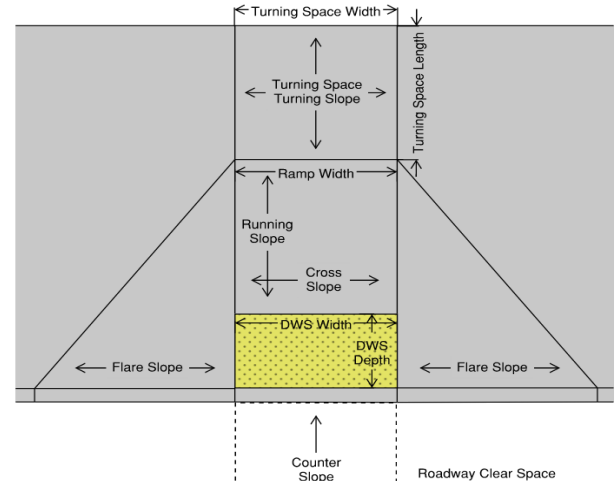 Turning Space Width
Turning Space Length
Turning Space
Turning Slope
Ramp Width
Running
Slope
Cross
Slope
DWS Width
DWS
Depth
Flare Slope
Flare Slope
Counter
Slope
Roadway Clear Space